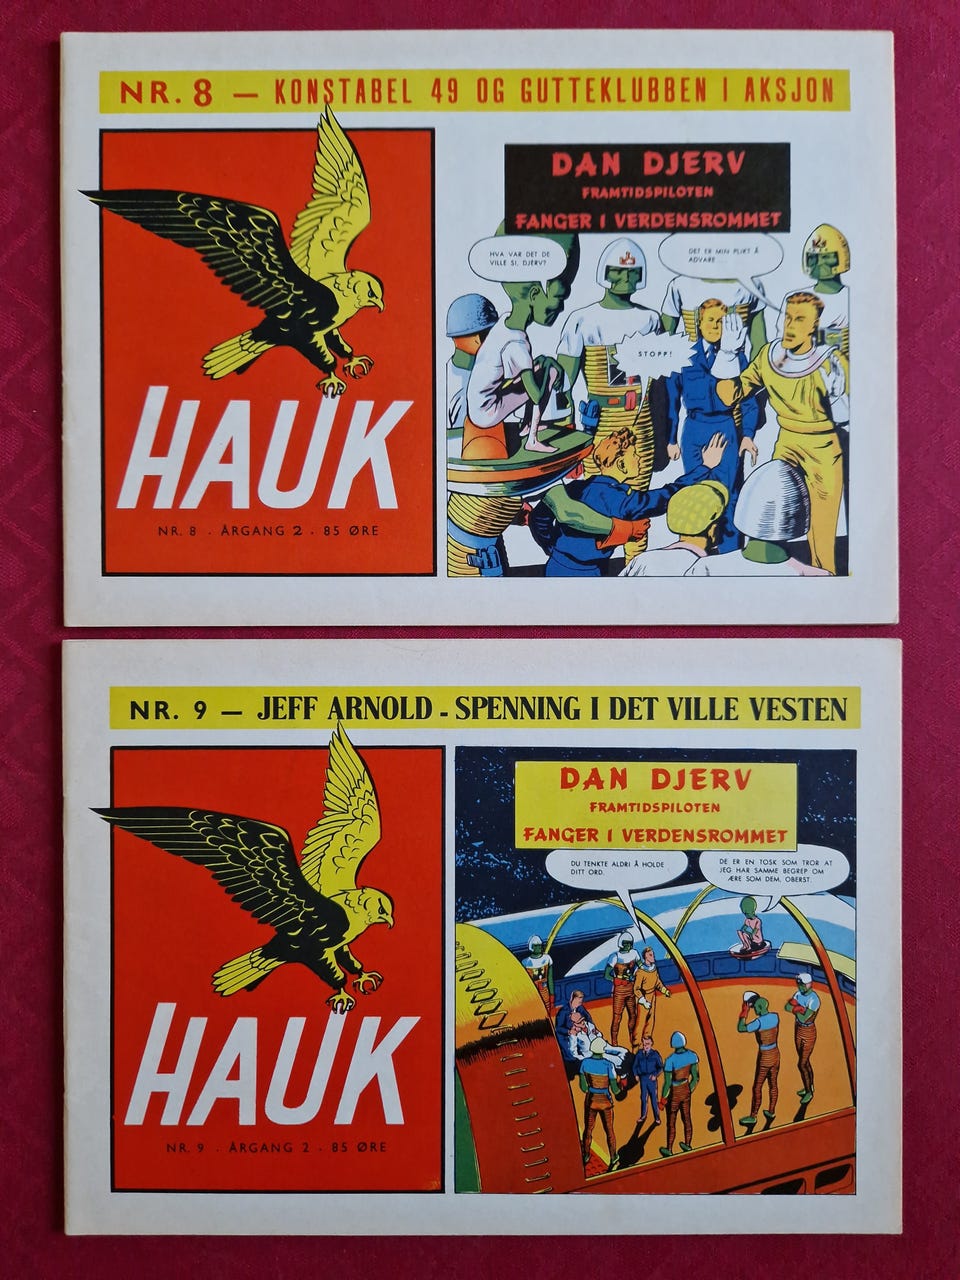 NR. 8 — KONSTABEL 49 OG GUTTEKLUBBEN I AKSJON
HAUK
NR. 8 . ÅRGANG 2 . 85 ØRE
DAN DJERV
FRAMTIDSPILOTEN
FANGER I VERDENSROMMET
HVA VAR DET DE
VILLE SI, DJERV?
DET ER MIN PLIKT Å
ADVARE ...
STOPP!
NR. 9 — JEFF ARNOLD - SPENNING I DET VILLE VESTEN
HAUK
NR. 9 . ÅRGANG 2 . 85 ØRE
DAN DJERV
FRAMTIDSPILOTEN
FANGER I VERDENSROMMET
DU TENKTE ALDRI Å HOLDE
DITT ORD.
DE ER EN TOSK SOM TROR AT
JEG HAR SAMME BEGREP OM
ÆRE SOM DEM, OBERST.